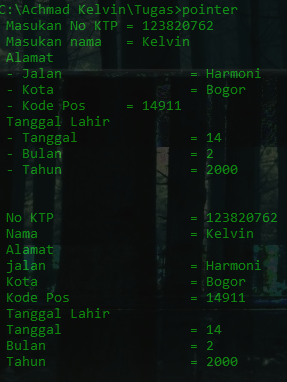 C:\Achmad Kelvin\Tugas>pointer
Masukan No KTP = 123820762
Masukan nama = Kelvin
Alamat
- Jalan = Harmoni
- Kota = Bogor
- Kode Pos = 14911
Tanggal Lahir
- Tanggal = 14
- Bulan = 2
- Tahun = 2000
No KTP = 123820762
Nama = Kelvin
Alamat
jalan = Harmoni
Kota = Bogor
Kode Pos = 14911
Tanggal Lahir
Tanggal = 14
Bulan = 2
Tahun = 2000